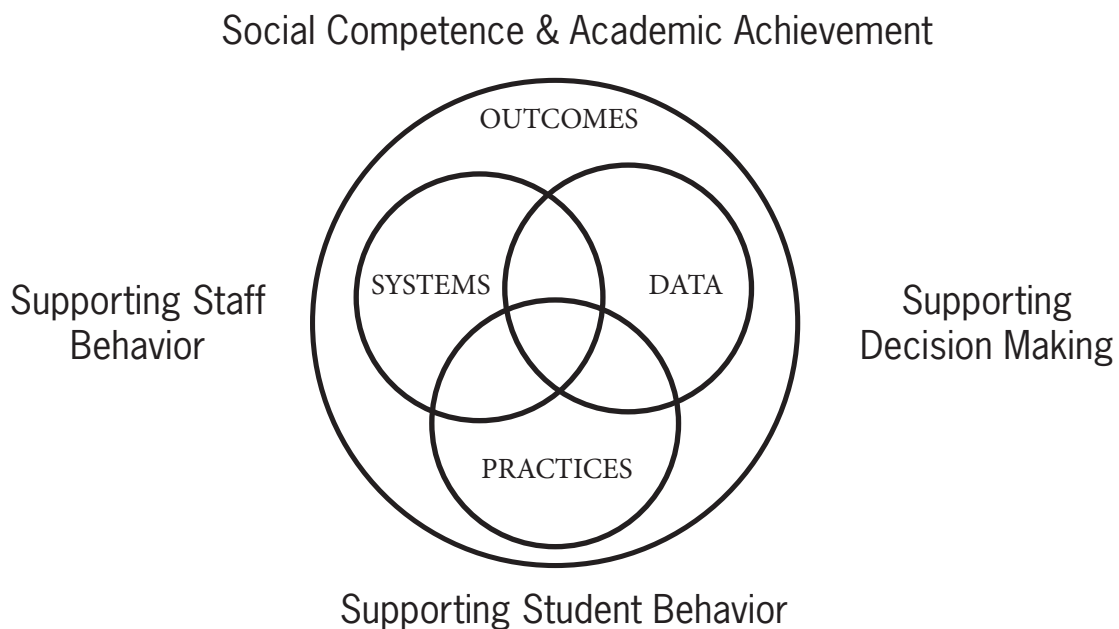 Social Competence & Academic Achievement
OUTCOMES
SYSTEMS
DATA
Supporting Staff
Behavior
Supporting
Decision Making
PRACTICES
Supporting Student Behavior